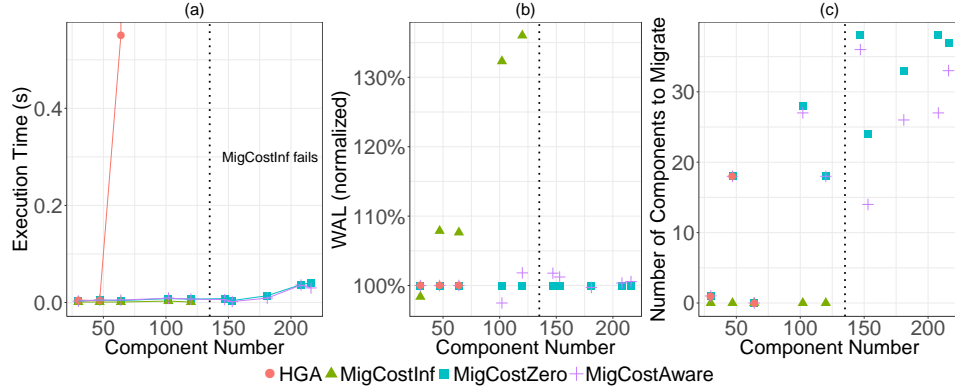 (a)
(b)
(c)
Execution Time (s)
0.4
0.2
0.0
MigCostInf fails
50
100
150
200
Component Number
WAL (normalized)
130%
120%
110%
100%
50
100
150
200
Component Number
Number of Components to Migrate
30
20
10
0
50
100
150
200
Component Number
HGA MigCostInf MigCostZero MigCostAware